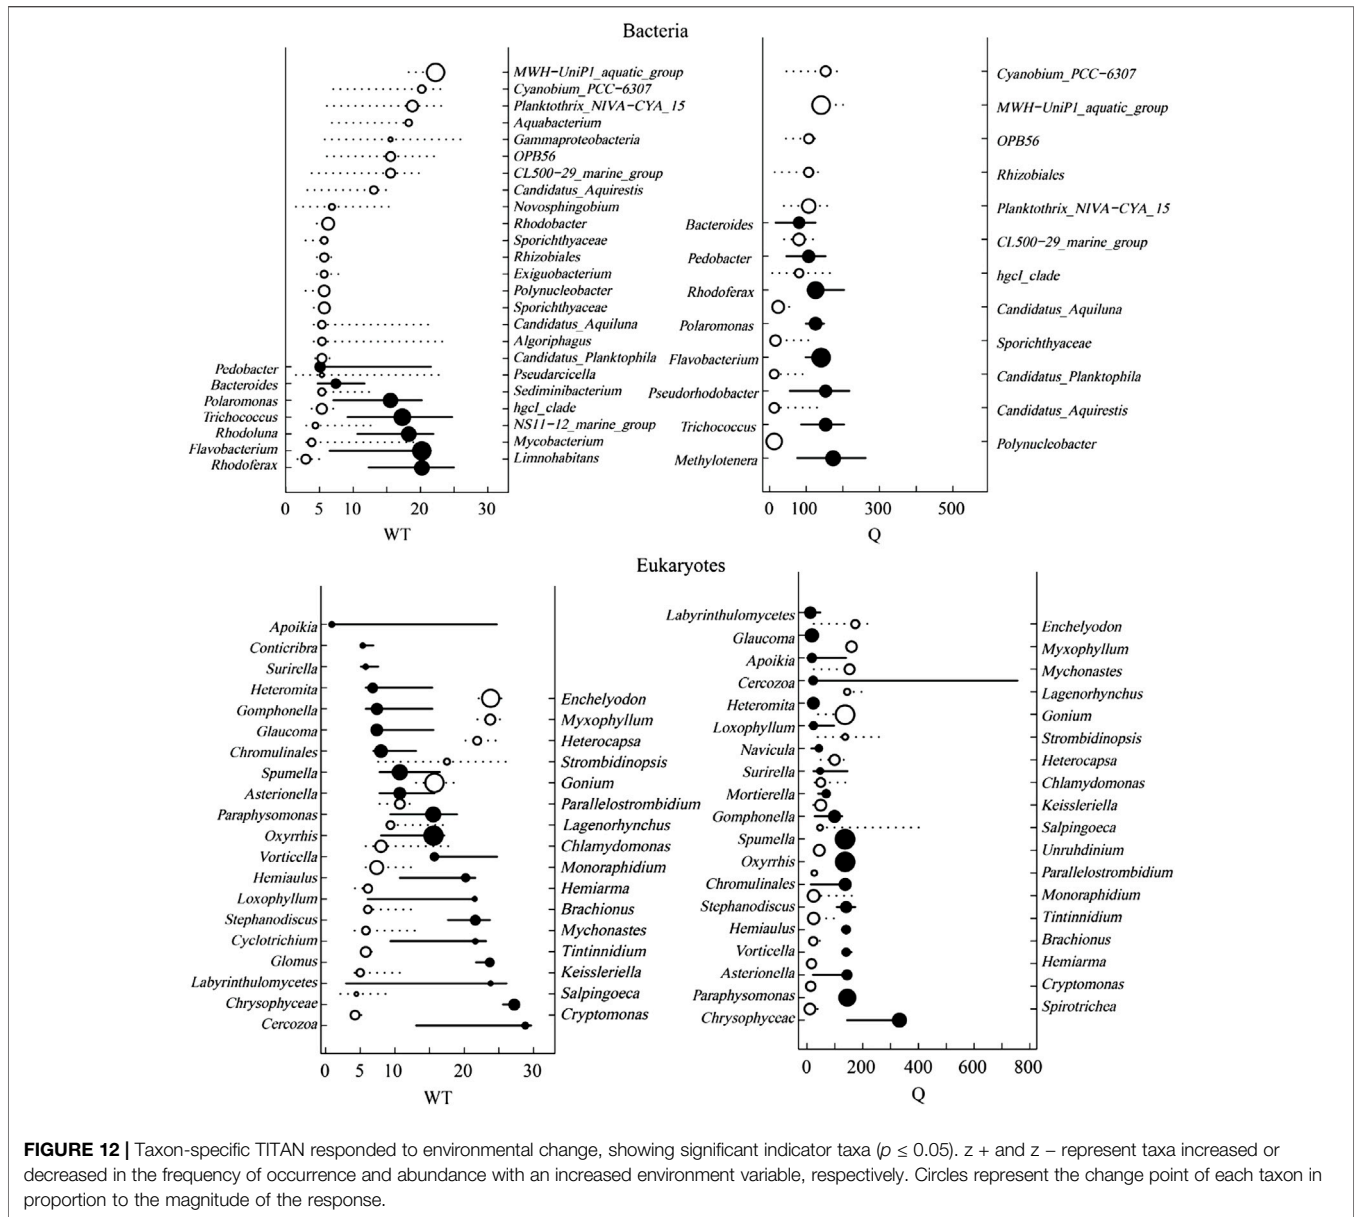 Bacteria
MWH−UniP1_aquatic_group
Cyanobium_PCC−6307
Planktothrix_NIVA−CYA_15
Aquabacterium
Gammaproteobacteria
OPB56
CL500−29_marine_group
Candidatus_Aquirestis
Novosphingobium
Rhodobacter
Sporichthyaceae
Rhizobiales
Exiguobacterium
Polynucleobacter
Sporichthyaceae
Candidatus_Aquiluna
Algoriphagus
Candidatus_Planktophila
Pseudarcicella
Sediminibacterium
hgcI_clade
NS11−12_marine_group
Mycobacterium
Limnohabitans
Pedobacter
Bacteroides
Polaromonas
Trichococcus
Rhodoluna
Flavobacterium
Rhodoferax
0 5 10 20 30
WT
Cyanobium_PCC−6307
MWH−UniP1_aquatic_group
OPB56
Rhizobiales
Planktothrix_NIVA−CYA_15
CL500−29_marine_group
hgcI_clade
Candidatus_Aquiluna
Sporichthyaceae
Candidatus_Planktophila
Candidatus_Aquirestis
Polynucleobacter
Bacteroides
Pedobacter
Rhodoferax
Polaromonas
Flavobacterium
Pseudorhodobacter
Trichococcus
Methylotenera
0 100 300 500
Q
Eukaryotes
Apoikia
Conticribra
Surirella
Heteromita
Gomphonella
Glaucoma
Chromulinales
Spumella
Asterionella
Paraphysomonas
Oxyrrhis
Vorticella
Hemiaulus
Loxophyllum
Stephanodiscus
Cyclotrichium
Glomus
Labyrinthulomycetes
Chrysophyceae
Cercozoa
Enchelyodon
Myxophyllum
Heterocapsa
Strombidinopsis
Gonium
Parallelostrombidium
Lagenorhynchus
Chlamydomonas
Monoraphidium
Hemiarma
Brachionus
Mychonastes
Tintinnidium
Keissleriella
Salpingoeca
Cryptomonas
0 5 10 20 30
WT
Labyrinthulomycetes
Glaucoma
Apoikia
Cercozoa
Heteromita
Loxophyllum
Navicula
Surirella
Mortierella
Gomphonella
Spumella
Oxyrrhis
Chromulinales
Stephanodiscus
Hemiaulus
Vorticella
Asterionella
Paraphysomonas
Chrysophyceae
Enchelyodon
Myxophyllum
Mychonastes
Lagenorhynchus
Gonium
Strombidinopsis
Heterocapsa
Chlamydomonas
Keissleriella
Salpingoeca
Unruhdinium
Parallelostrombidium
Monoraphidium
Tintinnidium
Brachionus
Hemiarma
Cryptomonas
Spirotrichea
0 200 400 600 800
Q
FIGURE 12 | Taxon-specific TITAN responded to environmental change, showing significant indicator taxa (p ≤ 0.05). z + and z − represent taxa increased or
decreased in the frequency of occurrence and abundance with an increased environment variable, respectively. Circles represent the change point of each taxon in
proportion to the magnitude of the response.